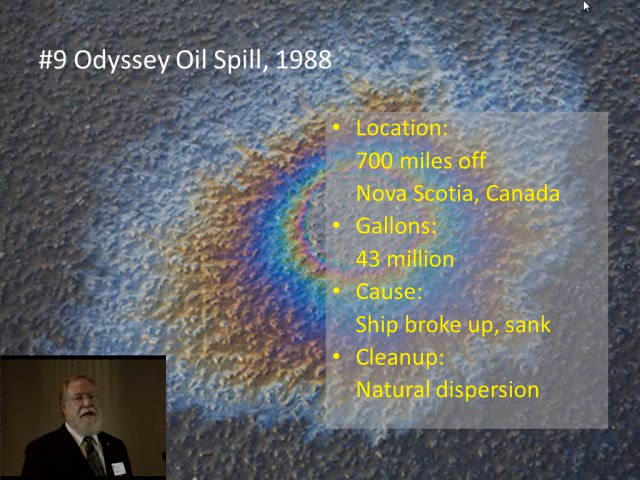 #9 Odyssey Oil Spill, 1988
• Location:
700 miles off
Nova Scotia, Canada
• Gallons:
43 million
• Cause:
Ship broke up, sank
• Cleanup:
Natural dispersion